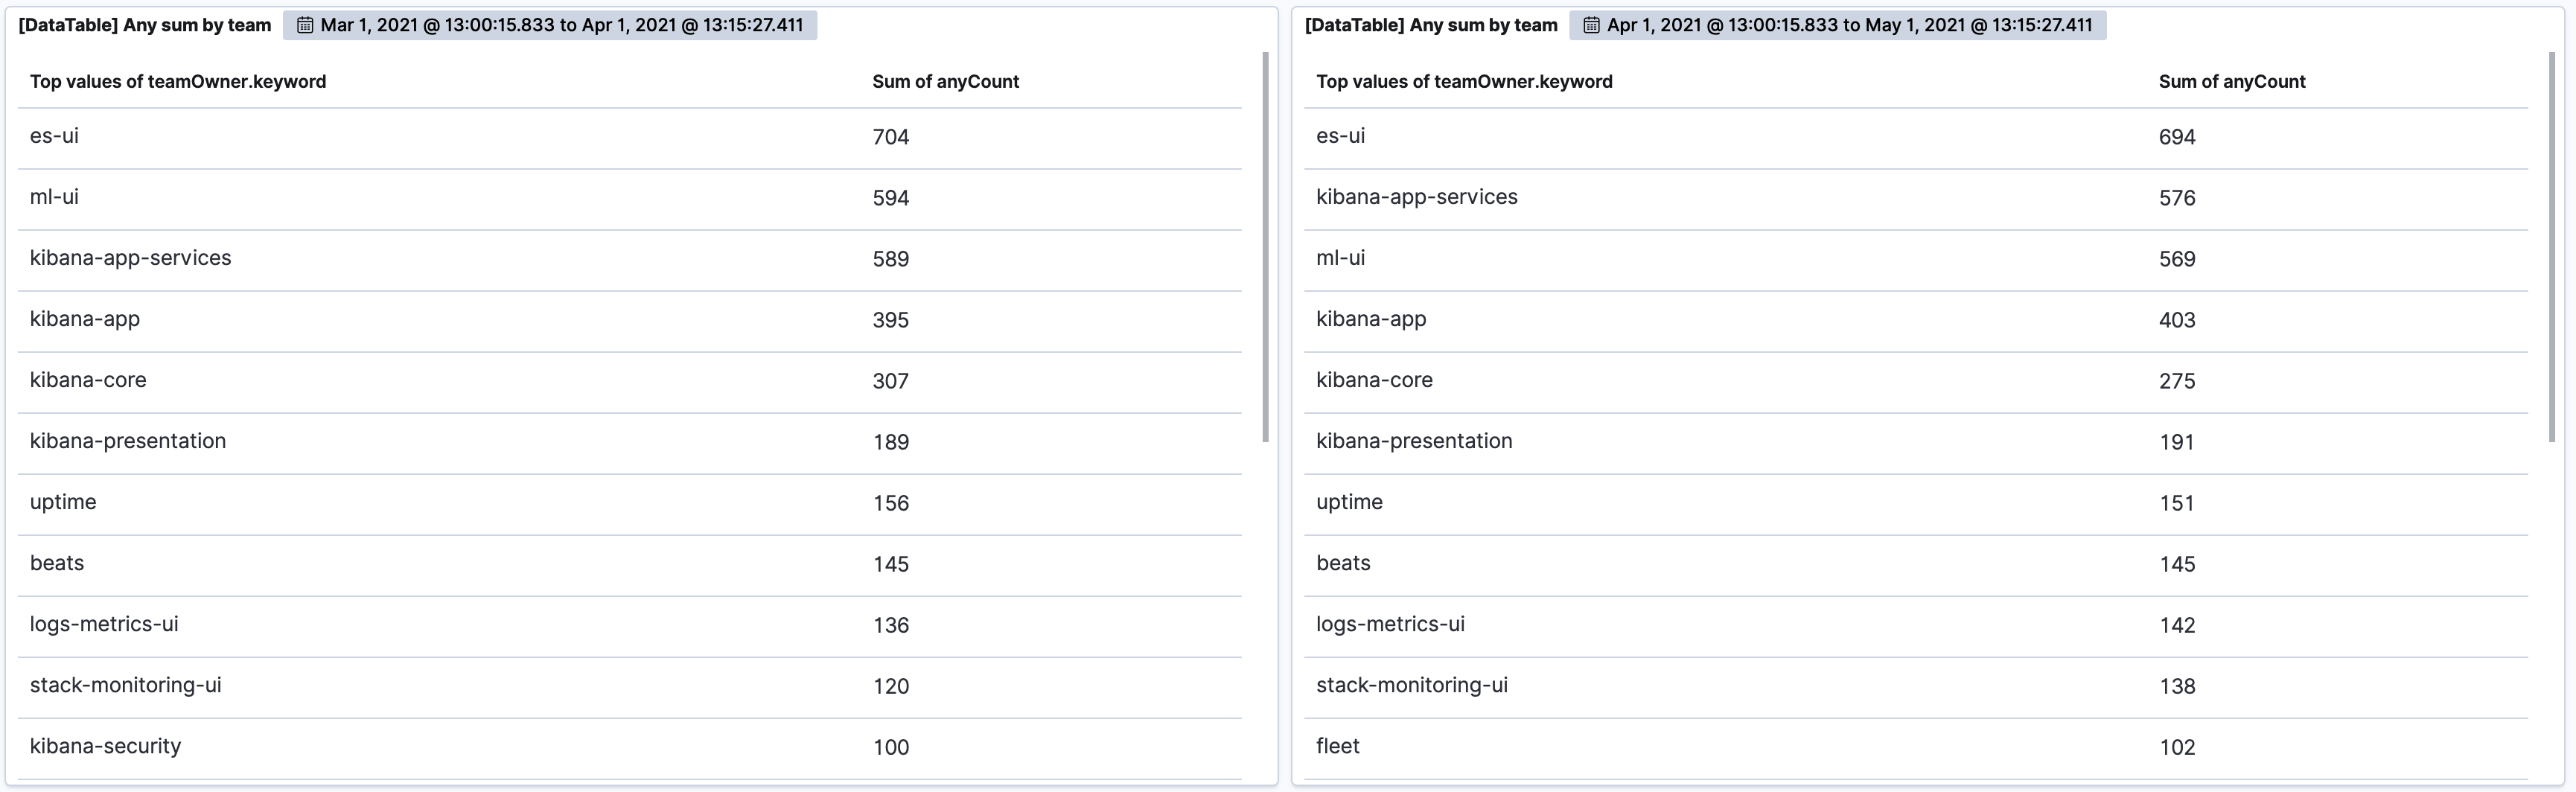 [DataTable] Any sum by team Mar 1, 2021 @ 13:00:15.833 to Apr 1, 2021 @ 13:15:27.411
Top values of teamOwner.keyword Sum of anyCount
es-ui 704
ml-ui 594
kibana-app-services 589
kibana-app 395
kibana-core 307
kibana-presentation 189
uptime 156
beats 145
logs-metrics-ui 136
stack-monitoring-ui 120
kibana-security 100
[DataTable] Any sum by team Apr 1, 2021 @ 13:00:15.833 to May 1, 2021 @ 13:15:27.411
Top values of teamOwner.keyword Sum of anyCount
es-ui 694
kibana-app-services 576
ml-ui 569
kibana-app 403
kibana-core 275
kibana-presentation 191
uptime 151
beats 145
logs-metrics-ui 142
stack-monitoring-ui 138
fleet 102